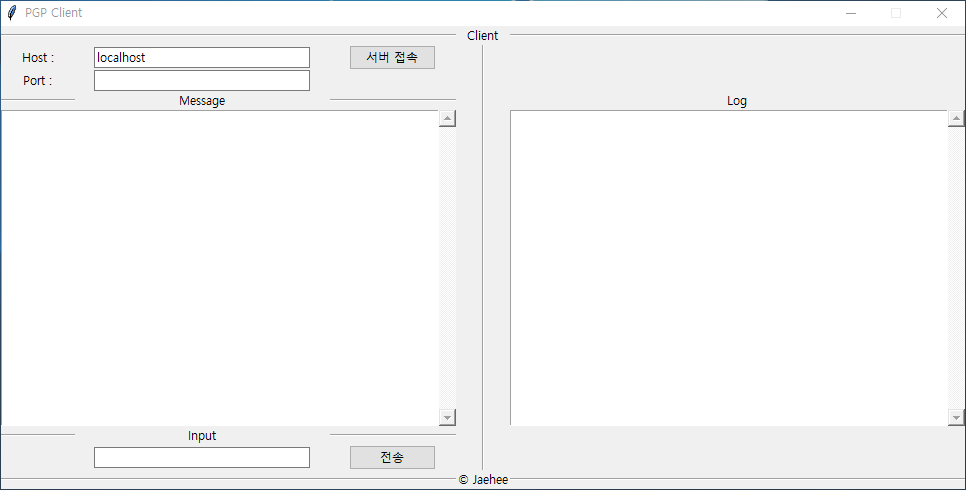 PGP Client
Client
Host :
localhost
서버 접속
Port :
Message
Log
Input
전송
© Jaehee